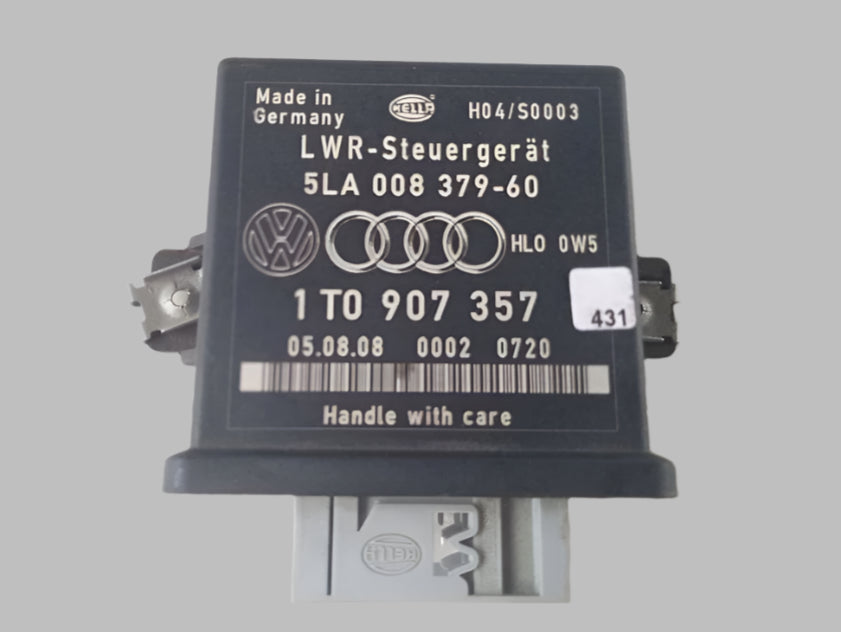 Made in
Germany
HELLA
H04/S0003
LWR-Steuergerät
5LA 008 379-60
HLO 0W5
1T0 907 357
431
05.08.08 0002 0720
Handle with care
HELLA